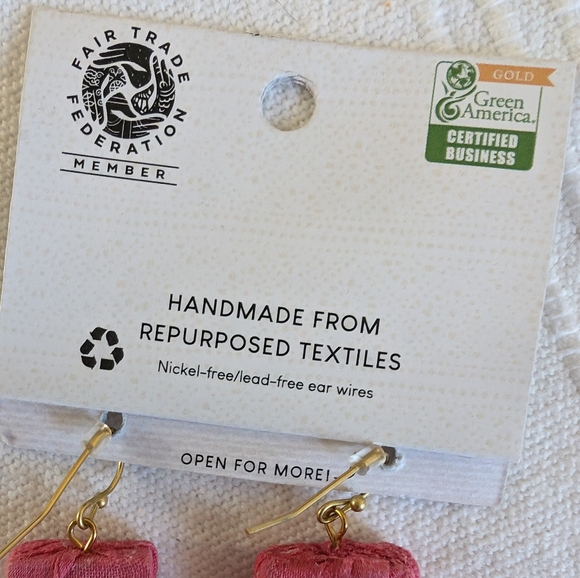 FAIR TRADE
FEDERATION
MEMBER
GOLD
Green
America.
CERTIFIED
BUSINESS
HANDMADE FROM
REPURPOSED TEXTILES
Nickel-free/lead-free ear wires
OPEN FOR MORE!